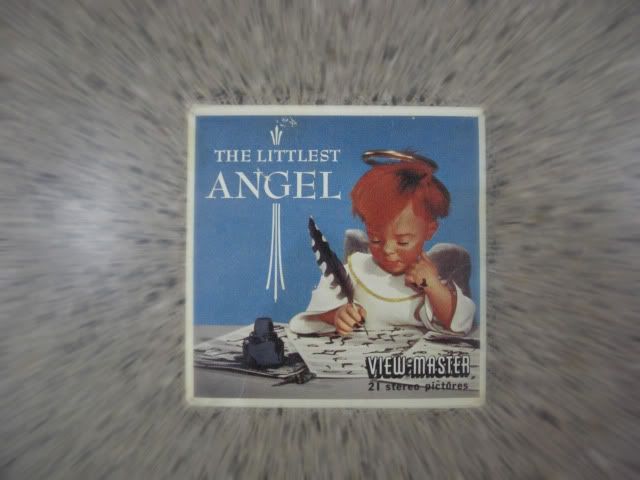 THE LITTLEST
ANGEL
VIEW-MASTER
21 stereo pictures